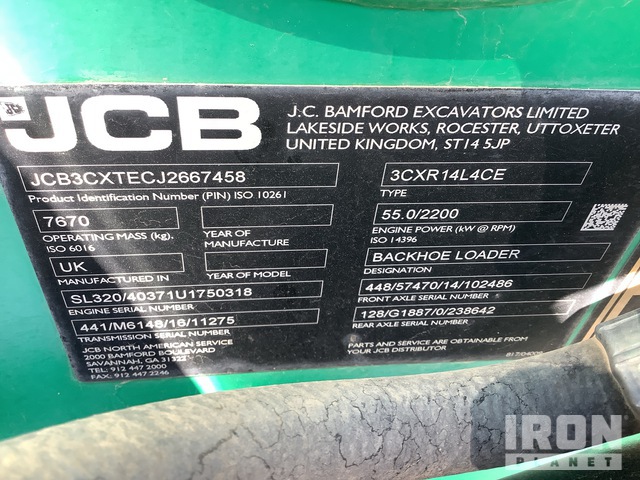 JCB
J.C. BAMFORD EXCAVATORS LIMITED
LAKESIDE WORKS, ROCESTER, UTTOXETER
UNITED KINGDOM, ST14 5JP
JCB3CXTECJ2667458
Product Identification Number (PIN) ISO 10261
3CXR14L4CE
TYPE
7670
OPERATING MASS (kg).
ISO 6016
YEAR OF
MANUFACTURE
55.0/2200
ENGINE POWER (kW @ RPM)
ISO 14396
UK
MANUFACTURED IN
YEAR OF MODEL
BACKHOE LOADER
DESIGNATION
SL320/40371U1750318
ENGINE SERIAL NUMBER
448/57470/14/102486
FRONT AXLE SERIAL NUMBER
441/M6148/16/11275
TRANSMISSION SERIAL NUMBER
128/G1887/0/238642
REAR AXLE SERIAL NUMBER
JCB NORTH AMERICAN SERVICE
2000 BAMFORD BOULEVARD
SAVANNAH, GA 31322
TEL: 912 447 2000
FAX: 912 447 2246
PARTS AND SERVICE ARE AVAILABLE FROM
YOUR JCB DISTRIBUTOR
IRON
PLANET